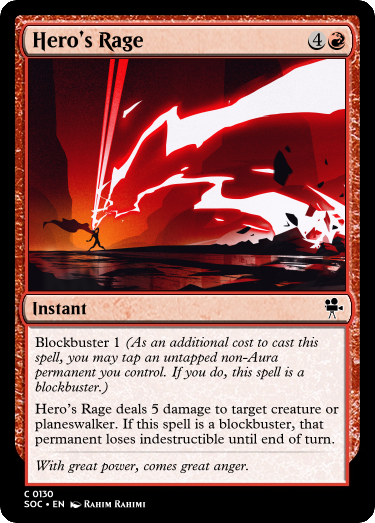 Hero's Rage 4
Instant
Blockbuster 1 (As an additional cost to cast this
spell, you may tap an untapped non-Aura
permanent you control. If you do, this spell is a
blockbuster.)
Hero's Rage deals 5 damage to target creature or
planeswalker. If this spell is a blockbuster, that
permanent loses indestructible until end of turn.
With great power, comes great anger.
C 0130
SOC • EN Rahim Rahimi